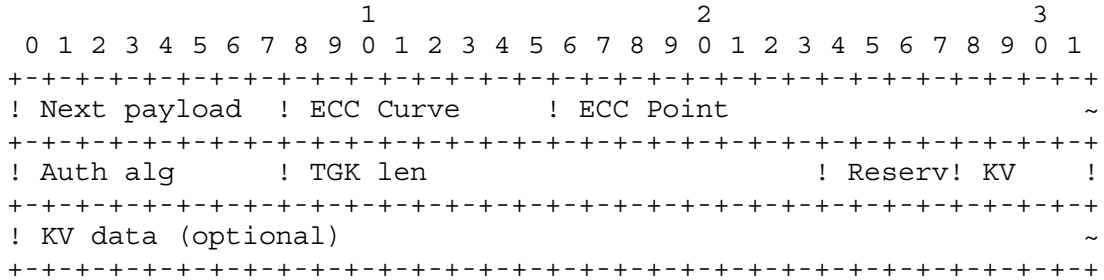 1                   2                   3
 0 1 2 3 4 5 6 7 8 9 0 1 2 3 4 5 6 7 8 9 0 1 2 3 4 5 6 7 8 9 0 1
+-+-+-+-+-+-+-+-+-+-+-+-+-+-+-+-+-+-+-+-+-+-+-+-+-+-+-+-+-+-+-+-+
! Next payload  ! ECC Curve     ! ECC Point                     ~
+-+-+-+-+-+-+-+-+-+-+-+-+-+-+-+-+-+-+-+-+-+-+-+-+-+-+-+-+-+-+-+-+
! Auth alg      ! TGK len                       ! Reserv! KV    !
+-+-+-+-+-+-+-+-+-+-+-+-+-+-+-+-+-+-+-+-+-+-+-+-+-+-+-+-+-+-+-+-+
! KV data (optional)                                            ~
+-+-+-+-+-+-+-+-+-+-+-+-+-+-+-+-+-+-+-+-+-+-+-+-+-+-+-+-+-+-+-+-+